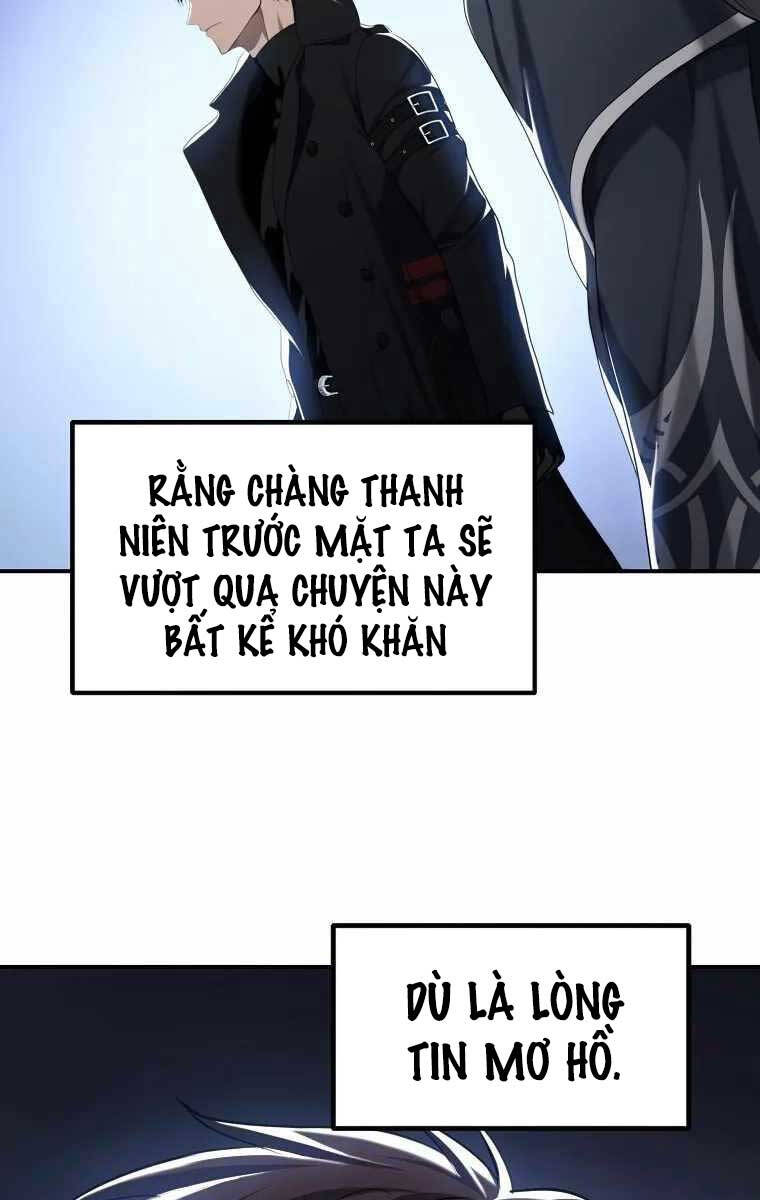 RẰNG CHÀNG THANH
NIÊN TRƯỚC MẶT TA SẼ
VƯỢT QUA CHUYỆN NÀY
BẤT KỂ KHÓ KHĂN
DÙ LÀ LÒNG
TIN MƠ HỒ.